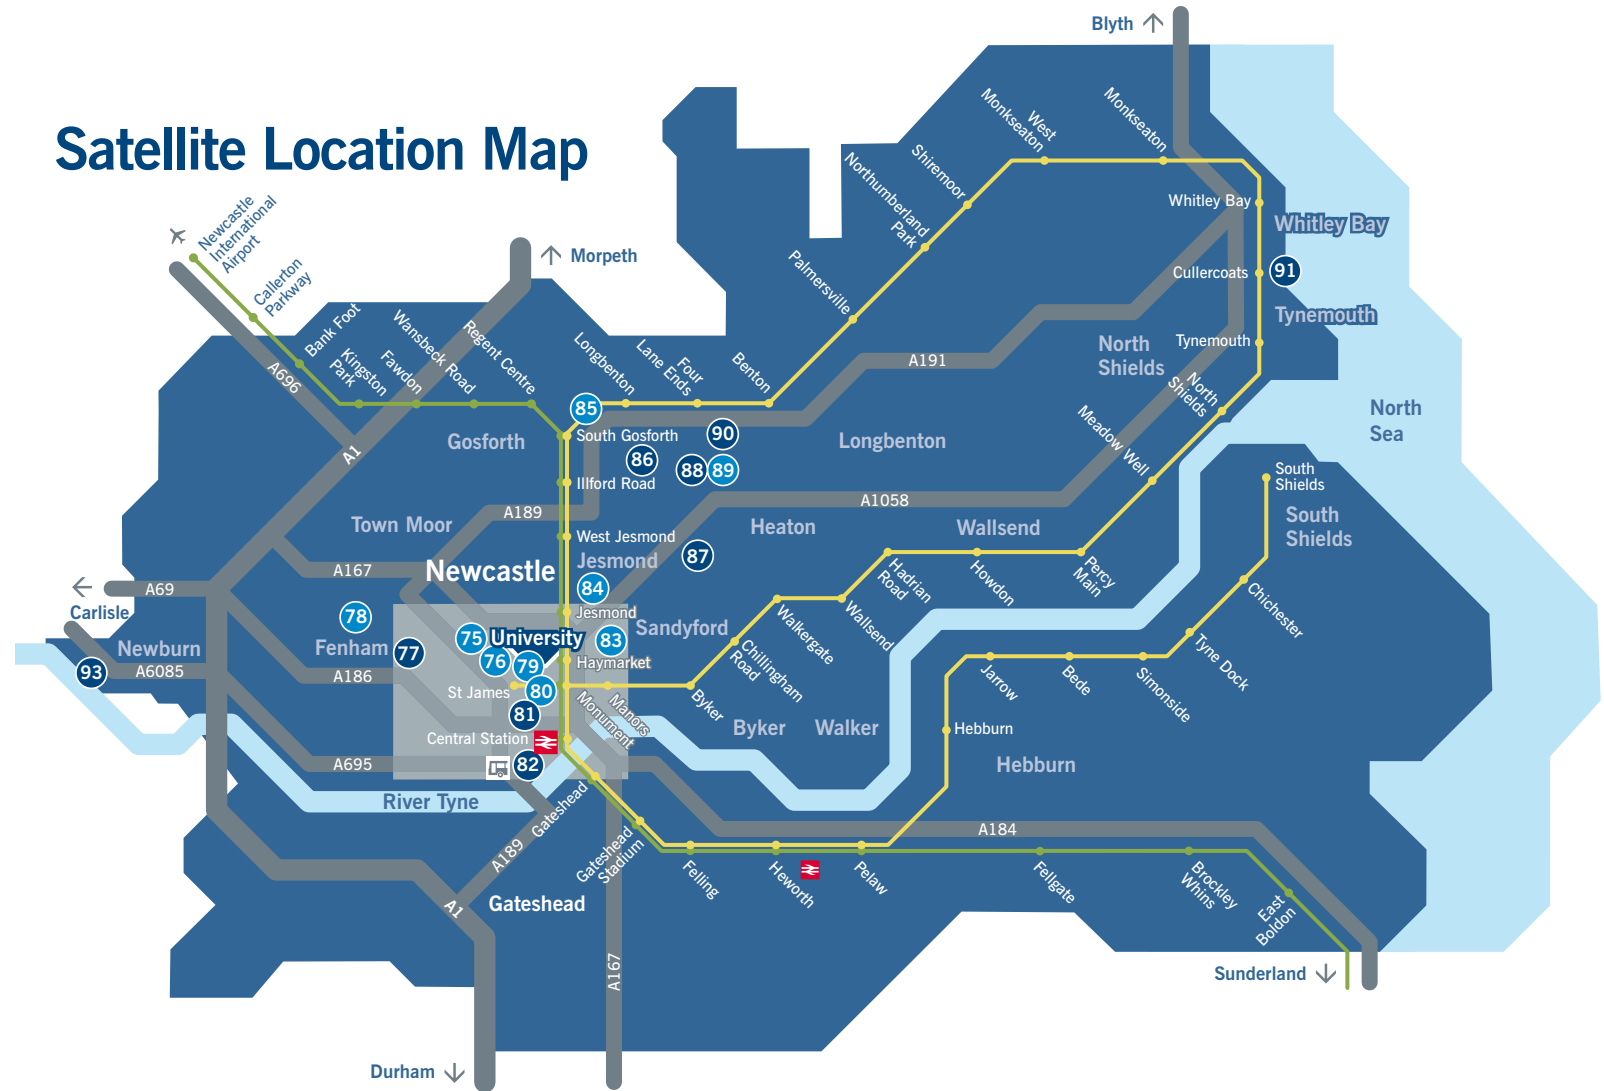 Satellite Location Map
Blyth
Morpeth
Newcastle
International
Airport
Callerton
Parkway
Bank Foot
Kingston
Park
Fawdon
Wansbeck Road
Regent Centre
Longbenton
Four
Lane Ends
Benton
Palmersville
Northumberland
Park
Shiremoor
West
Monkseaton
Monkseaton
Whitley Bay
Whitley Bay
Cullercoats
91
Tynemouth
Tynemouth
North
Shields
North
Shields
Meadow Well
North
Sea
A696
A1
A191
85
South Gosforth
90
86
88
89
Illford Road
Gosforth
Longbenton
A189
A1058
Town Moor
West Jesmond
Heaton
Wallsend
Jesmond
87
South
Shields
South
Shields
A167
Newcastle
84
Hadrian
Road
Howdon
Percy
Main
Chichester
A69
Carlisle
78
Jesmond
Walkergate
Wallsend
Newburn
Fenham
77
75
University
83
Sandyford
Chillingham
Road
Tyne Dock
93
A6085
A186
76
79
Haymarket
St James
80
Manors
Monument
Byker
Jarrow
Bede
Simonside
81
Byker
Walker
Hebburn
Central Station
82
A695
Hebburn
River Tyne
Gateshead
A184
A189
Gateshead
Stadium
Felling
Heworth
Pelaw
Fellgate
Brockley
Whins
East
Boldon
A1
Gateshead
A167
Sunderland
Durham